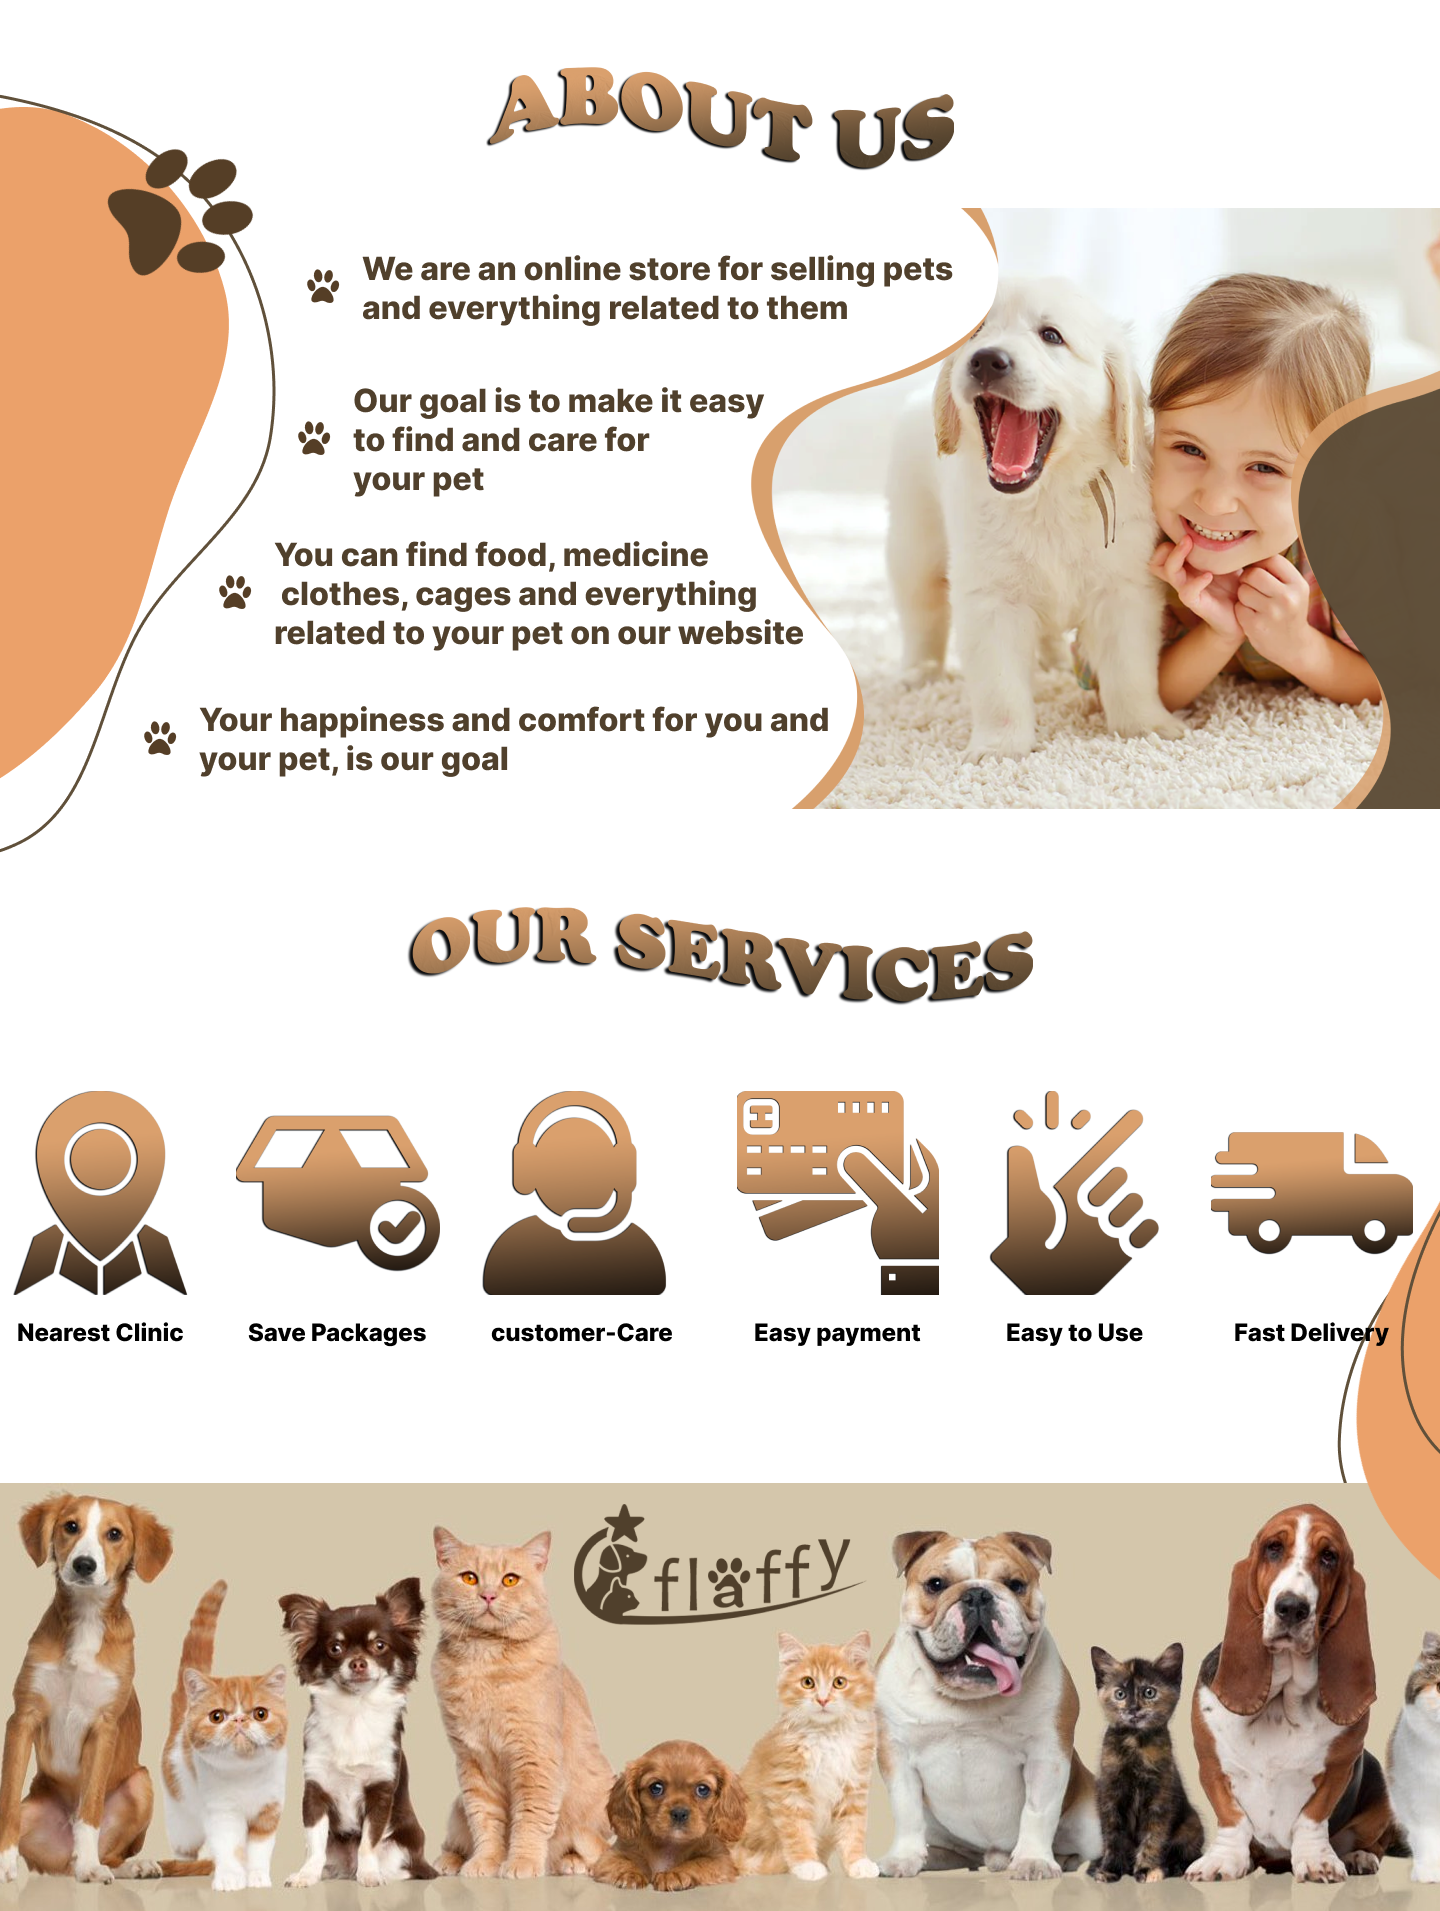 ABOUT US
We are an online store for selling pets
and everything related to them
Our goal is to make it easy
to find and care for
your pet
You can find food, medicine
clothes, cages and everything
related to your pet on our website
Your happiness and comfort for you and
your pet, is our goal
OUR SERVICES
Nearest Clinic
Save Packages
customer-Care
Easy payment
Easy to Use
Fast Delivery
flaffy